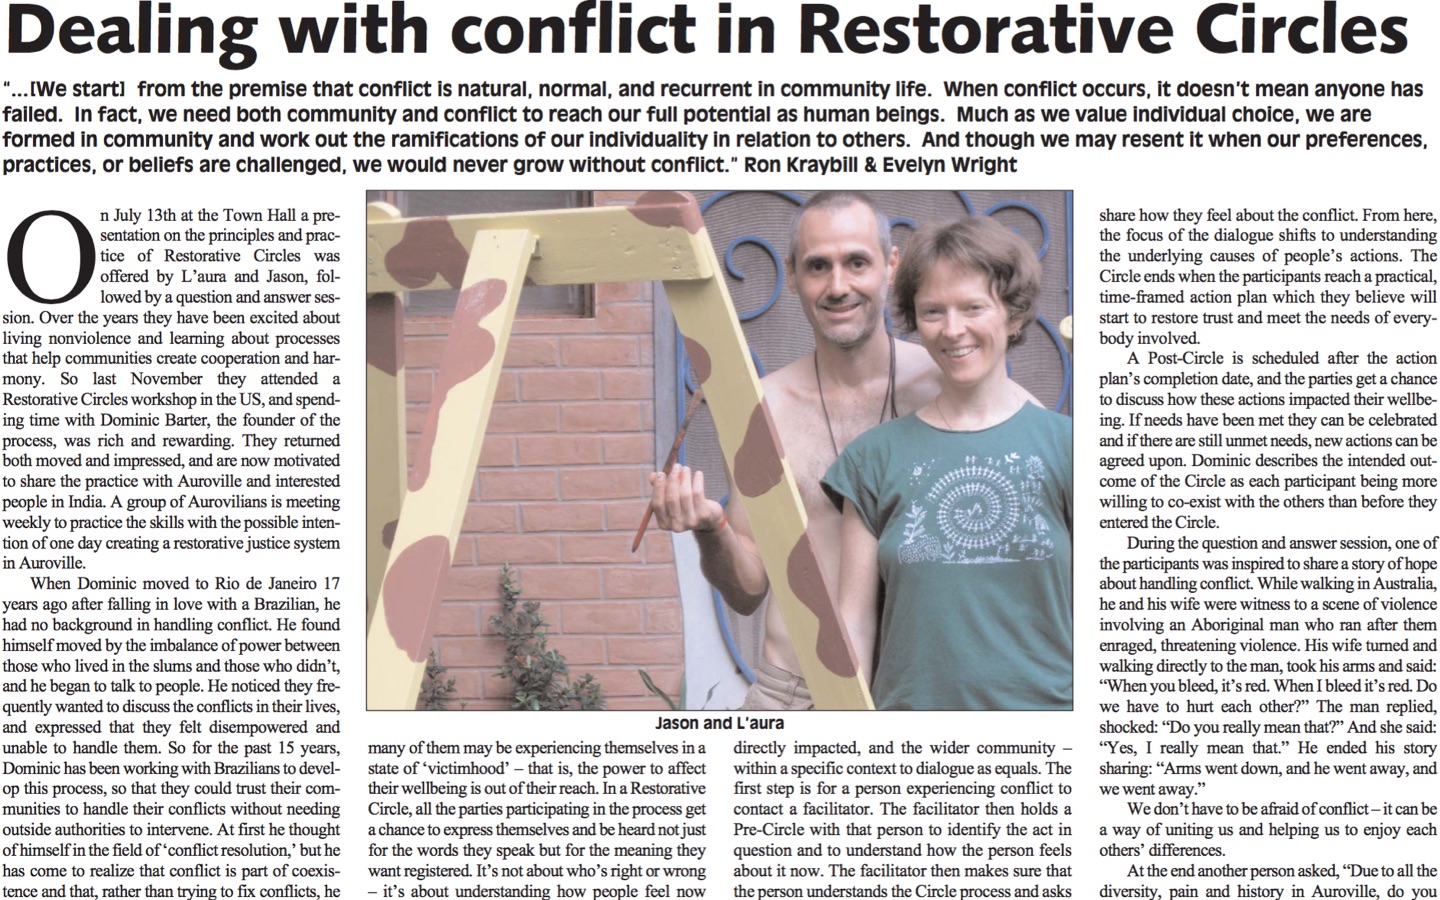 Dealing with conflict in Restorative Circles
“...[We start] from the premise that conflict is natural, normal, and recurrent in community life. When conflict occurs, it doesn’t mean anyone has
failed. In fact, we need both community and conflict to reach our full potential as human beings. Much as we value individual choice, we are
formed in community and work out the ramifications of our individuality in relation to others. And though we may resent it when our preferences,
practices, or beliefs are challenged, we would never grow without conflict.” Ron Kraybill & Evelyn Wright
On July 13th at the Town Hall a pre-
sentation on the principles and prac-
tice of Restorative Circles was
offered by L’aura and Jason, fol-
lowed by a question and answer ses-
sion. Over the years they have been excited about
living nonviolence and learning about processes
that help communities create cooperation and har-
mony. So last November they attended a
Restorative Circles workshop in the US, and spend-
ing time with Dominic Barter, the founder of the
process, was rich and rewarding. They returned
both moved and impressed, and are now motivated
to share the practice with Auroville and interested
people in India. A group of Aurovilians is meeting
weekly to practice the skills with the possible inten-
tion of one day creating a restorative justice system
in Auroville.
When Dominic moved to Rio de Janeiro 17
years ago after falling in love with a Brazilian, he
had no background in handling conflict. He found
himself moved by the imbalance of power between
those who lived in the slums and those who didn’t,
and he began to talk to people. He noticed they fre-
quently wanted to discuss the conflicts in their lives,
and expressed that they felt disempowered and
unable to handle them. So for the past 15 years,
Dominic has been working with Brazilians to devel-
op this process, so that they could trust their com-
munities to handle their conflicts without needing
outside authorities to intervene. At first he thought
of himself in the field of ‘conflict resolution,’ but he
has come to realize that conflict is part of coexis-
tence and that, rather than trying to fix conflicts, he
Jason and L’aura
many of them may be experiencing themselves in a
state of ‘victimhood’ – that is, the power to affect
their wellbeing is out of their reach. In a Restorative
Circle, all the parties participating in the process get
a chance to express themselves and be heard not just
for the words they speak but for the meaning they
want registered. It’s not about who’s right or wrong
– it’s about understanding how people feel now
directly impacted, and the wider community –
within a specific context to dialogue as equals. The
first step is for a person experiencing conflict to
contact a facilitator. The facilitator then holds a
Pre-Circle with that person to identify the act in
question and to understand how the person feels
about it now. The facilitator then makes sure that
the person understands the Circle process and asks
share how they feel about the conflict. From here,
the focus of the dialogue shifts to understanding
the underlying causes of people’s actions. The
Circle ends when the participants reach a practical,
time-framed action plan which they believe will
start to restore trust and meet the needs of every-
body involved.
A Post-Circle is scheduled after the action
plan’s completion date, and the parties get a chance
to discuss how these actions impacted their wellbe-
ing. If needs have been met they can be celebrated
and if there are still unmet needs, new actions can be
agreed upon. Dominic describes the intended out-
come of the Circle as each participant being more
willing to co-exist with the others than before they
entered the Circle.
During the question and answer session, one of
the participants was inspired to share a story of hope
about handling conflict. While walking in Australia,
he and his wife were witness to a scene of violence
involving an Aboriginal man who ran after them
enraged, threatening violence. His wife turned and
walking directly to the man, took his arms and said:
“When you bleed, it’s red. When I bleed it’s red. Do
we have to hurt each other?” The man replied,
shocked: “Do you really mean that?” And she said:
“Yes, I really mean that.” He ended his story
sharing: “Arms went down, and he went away, and
we went away.”
We don’t have to be afraid of conflict – it can be
a way of uniting us and helping us to enjoy each
others’ differences.
At the end another person asked, “Due to all the
diversity, pain and history in Auroville, do you